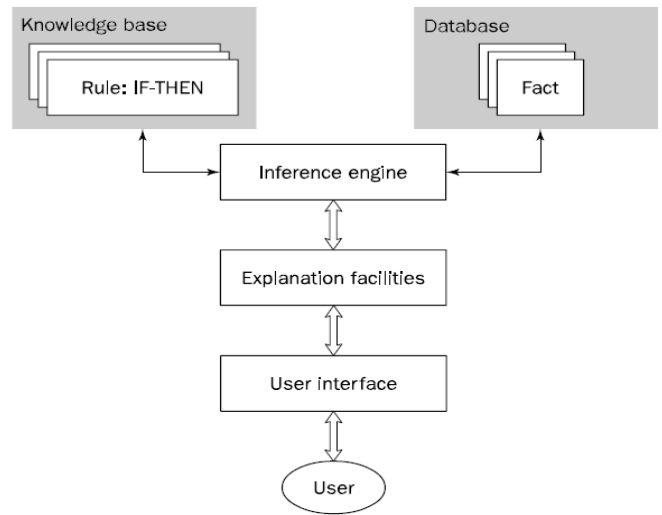 Knowledge base
Rule: IF-THEN
Database
Fact
Inference engine
Explanation facilities
User interface
User